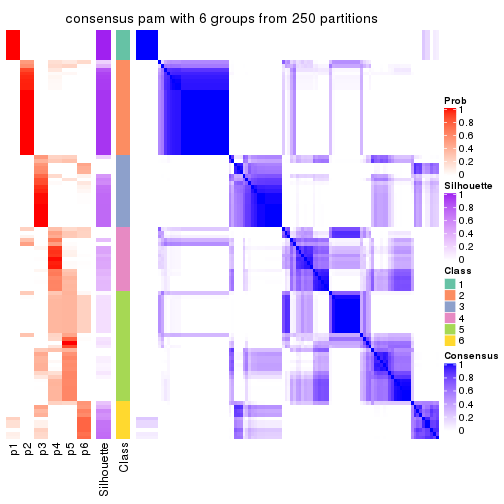 consensus pam with 6 groups from 250 partitions
Prob
1
0.8
0.6
0.4
0.2
0
Silhouette
1
0.8
0.6
0.4
0.2
0
Class
1
2
3
4
5
6
Consensus
1
0.8
0.6
0.4
0.2
0
p1
p2
p3
p4
p5
p6
Silhouette
Class